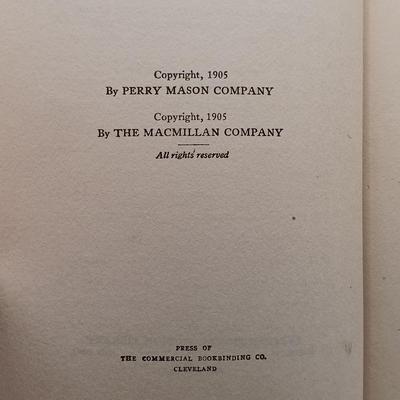 Copyright, 1905
By PERRY MASON COMPANY
Copyright, 1905
By THE MACMILLAN COMPANY
All rights reserved
PRESS OF
THE COMMERCIAL BOOKBINDING CO.
CLEVELAND